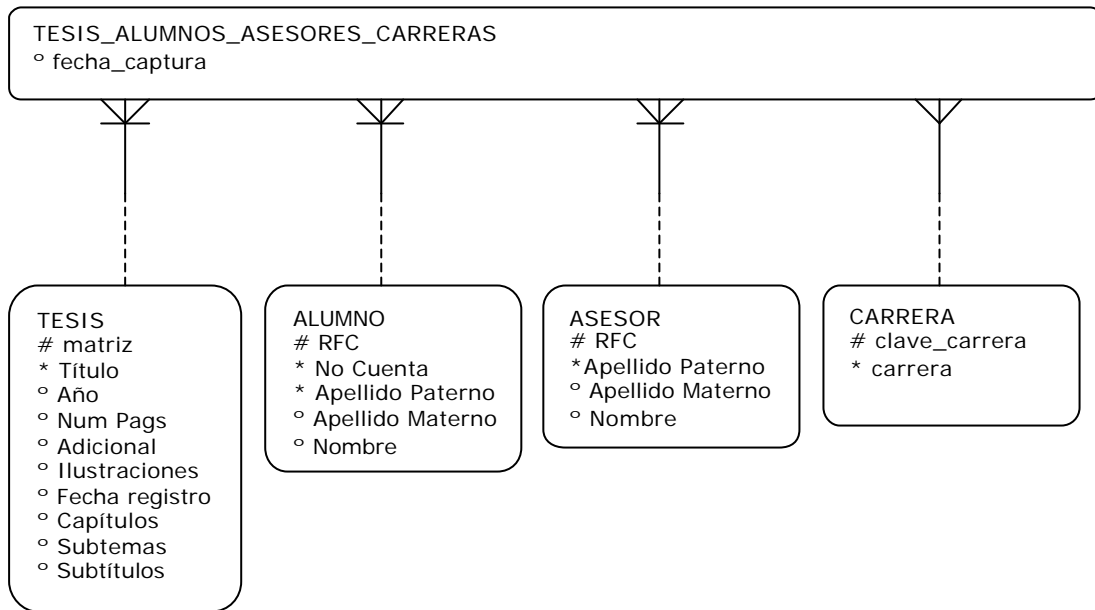 TESIS_ALUMNOS_ASESORES_CARRERAS
º fecha_captura
TESIS
# matriz
* Título
º Año
º Num Pags
º Adicional
º Ilustraciones
º Fecha registro
º Capítulos
º Subtemas
º Subtítulos
ALUMNO
# RFC
* No Cuenta
* Apellido Paterno
º Apellido Materno
º Nombre
ASESOR
# RFC
*Apellido Paterno
º Apellido Materno
º Nombre
CARRERA
# clave_carrera
* carrera